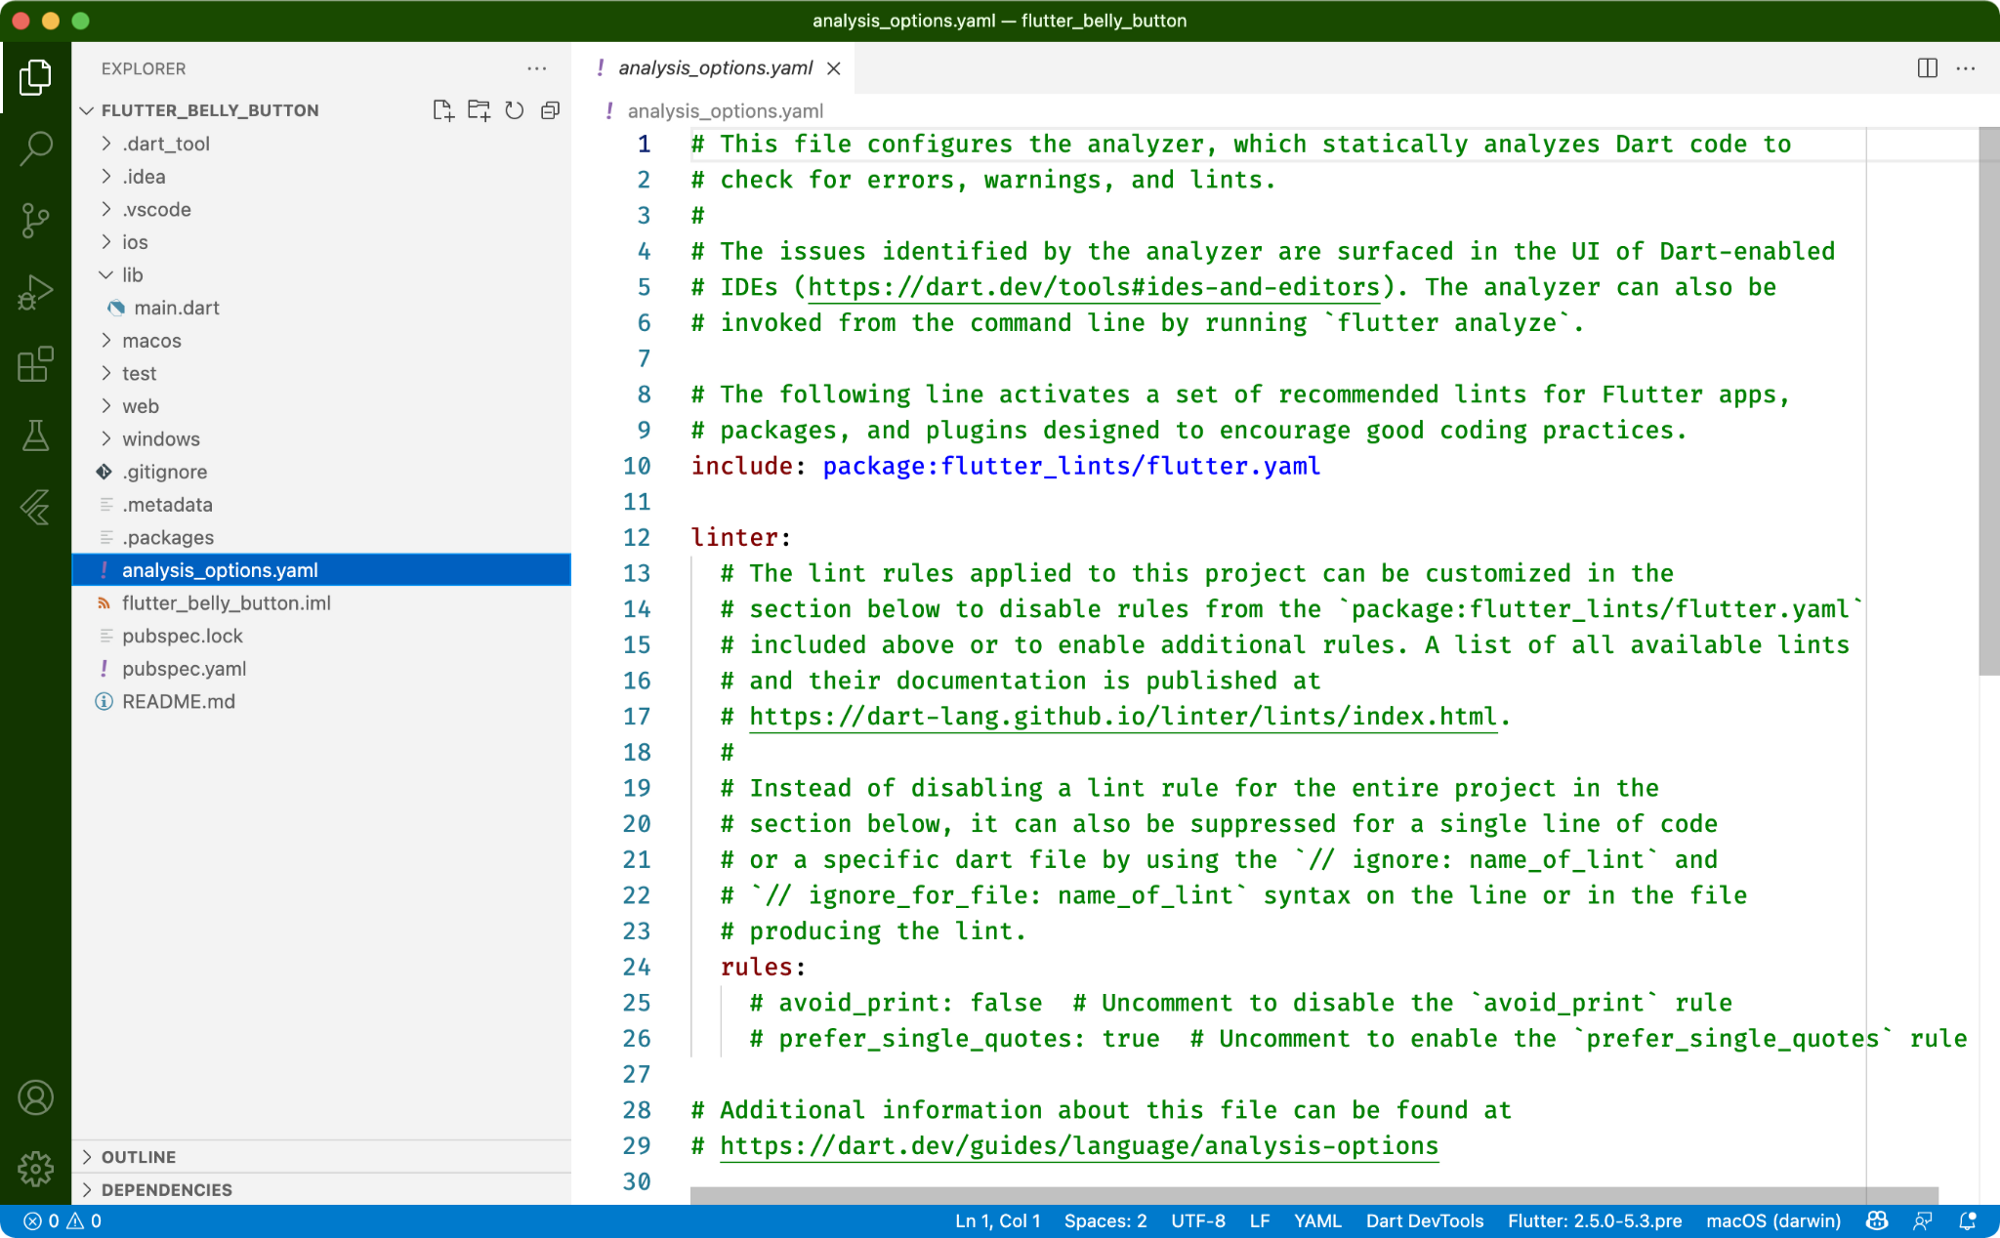 analysis_options.yaml — flutter_belly_button
EXPLORER
FLUTTER_BELLY_BUTTON
.dart_tool
.idea
.vscode
ios
lib
main.dart
macos
test
web
windows
.gitignore
.metadata
.packages
! analysis_options.yaml
flutter_belly_button.iml
pubspec.lock
! pubspec.yaml
README.md
OUTLINE
DEPENDENCIES
! analysis_options.yaml
! analysis_options.yaml
1 # This file configures the analyzer, which statically analyzes Dart code to
2 # check for errors, warnings, and lints.
3 #
4 # The issues identified by the analyzer are surfaced in the UI of Dart-enabled
5 # IDEs (https://dart.dev/tools#ides-and-editors). The analyzer can also be
6 # invoked from the command line by running `flutter analyze`.
7
8 # The following line activates a set of recommended lints for Flutter apps,
9 # packages, and plugins designed to encourage good coding practices.
10 include: package:flutter_lints/flutter.yaml
11
12 linter:
13 # The lint rules applied to this project can be customized in the
14 # section below to disable rules from the `package:flutter_lints/flutter.yaml`
15 # included above or to enable additional rules. A list of all available lints
16 # and their documentation is published at
17 # https://dart-lang.github.io/linter/lints/index.html.
18 #
19 # Instead of disabling a lint rule for the entire project in the
20 # section below, it can also be suppressed for a single line of code
21 # or a specific dart file by using the `// ignore: name_of_lint` and
22 # `// ignore_for_file: name_of_lint` syntax on the line or in the file
23 # producing the lint.
24 rules:
25 # avoid_print: false # Uncomment to disable the `avoid_print` rule
26 # prefer_single_quotes: true # Uncomment to enable the `prefer_single_quotes` rule
27
28 # Additional information about this file can be found at
29 # https://dart.dev/guides/language/analysis-options
30
0 0 Ln 1, Col 1 Spaces: 2 UTF-8 LF YAML Dart DevTools Flutter: 2.5.0-5.3.pre macOS (darwin)